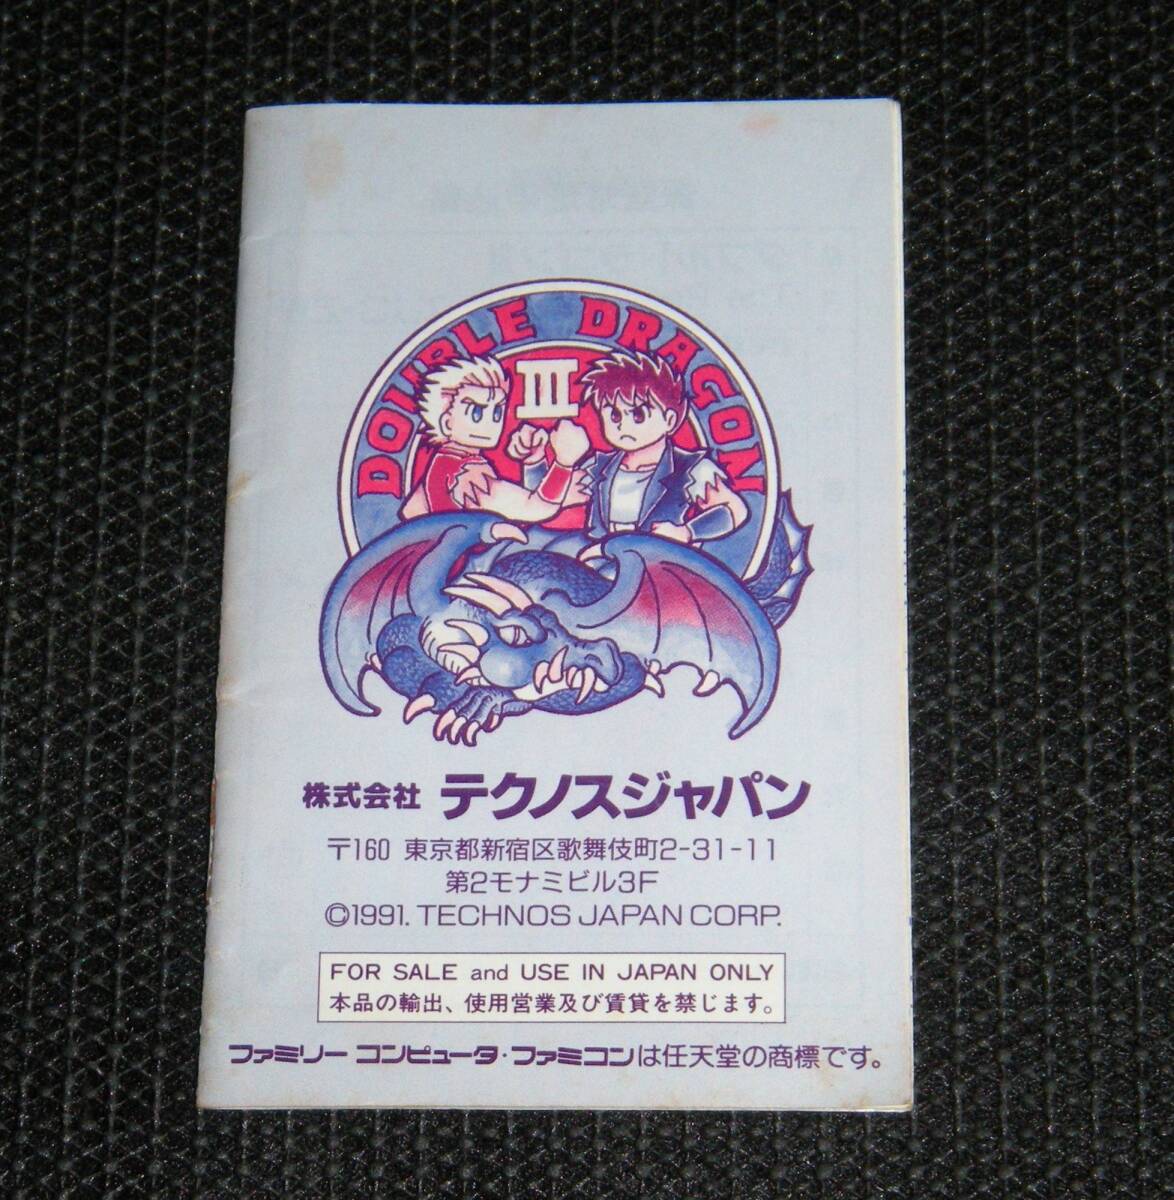 DOUBLE DRAGON
III
株式会社 テクノスジャパン
〒160 東京都新宿区歌舞伎町2-31-11
第2モナミビル3F
©1991. TECHNOS JAPAN CORP.
FOR SALE and USE IN JAPAN ONLY
本品の輸出、使用営業及び賃貸を禁じます。
ファミリー コンピュータ・ファミコンは任天堂の商標です。